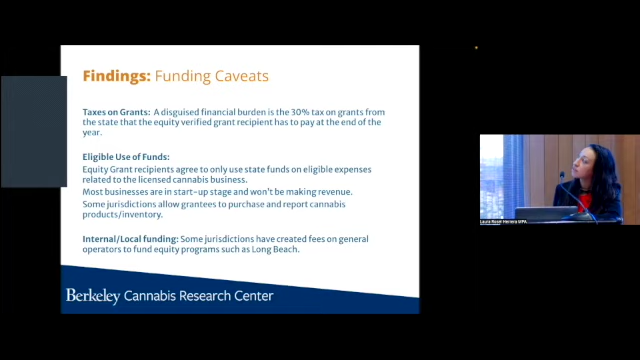 Findings: Funding Caveats
Taxes on Grants: A disguised financial burden is the 30% tax on grants from
the state that the equity verified grant recipient has to pay at the end of the
year.
Eligible Use of Funds:
Equity Grant recipients agree to only use state funds on eligible expenses
related to the licensed cannabis business.
Most businesses are in start-up stage and won't be making revenue.
Some jurisdictions allow grantees to purchase and report cannabis
products/inventory.
Internal/Local funding: Some jurisdictions have created fees on general
operators to fund equity programs such as Long Beach.
Berkeley Cannabis Research Center
Herrera MPA